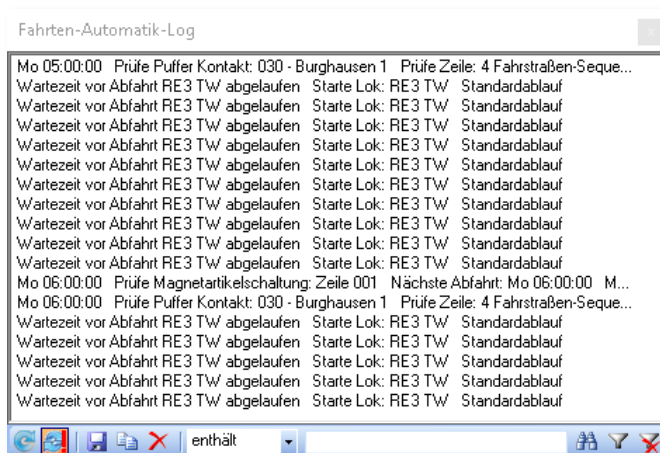 Fahrten-Automatik-Log
x
Mo 05:00:00 Prüfe Puffer Kontakt: 030 - Burghausen 1 Prüfe Zeile: 4 Fahrstraßen-Seque...
Wartezeit vor Abfahrt RE3 TW abgelaufen Starte Lok: RE3 TW Standardablauf
Wartezeit vor Abfahrt RE3 TW abgelaufen Starte Lok: RE3 TW Standardablauf
Wartezeit vor Abfahrt RE3 TW abgelaufen Starte Lok: RE3 TW Standardablauf
Wartezeit vor Abfahrt RE3 TW abgelaufen Starte Lok: RE3 TW Standardablauf
Wartezeit vor Abfahrt RE3 TW abgelaufen Starte Lok: RE3 TW Standardablauf
Wartezeit vor Abfahrt RE3 TW abgelaufen Starte Lok: RE3 TW Standardablauf
Wartezeit vor Abfahrt RE3 TW abgelaufen Starte Lok: RE3 TW Standardablauf
Wartezeit vor Abfahrt RE3 TW abgelaufen Starte Lok: RE3 TW Standardablauf
Wartezeit vor Abfahrt RE3 TW abgelaufen Starte Lok: RE3 TW Standardablauf
Wartezeit vor Abfahrt RE3 TW abgelaufen Starte Lok: RE3 TW Standardablauf
Mo 06:00:00 Prüfe Magnetartikelschaltung: Zeile 001 Nächste Abfahrt: Mo 06:00:00 M...
Mo 06:00:00 Prüfe Puffer Kontakt: 030 - Burghausen 1 Prüfe Zeile: 4 Fahrstraßen-Seque...
Wartezeit vor Abfahrt RE3 TW abgelaufen Starte Lok: RE3 TW Standardablauf
Wartezeit vor Abfahrt RE3 TW abgelaufen Starte Lok: RE3 TW Standardablauf
Wartezeit vor Abfahrt RE3 TW abgelaufen Starte Lok: RE3 TW Standardablauf
Wartezeit vor Abfahrt RE3 TW abgelaufen Starte Lok: RE3 TW Standardablauf
Wartezeit vor Abfahrt RE3 TW abgelaufen Starte Lok: RE3 TW Standardablauf
enthält